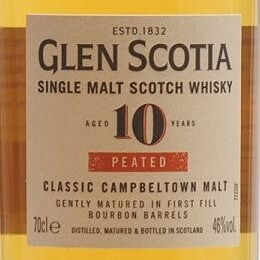 ESTD.1832
GLEN SCOTIA
SINGLE MALT SCOTCH WHISKY
AGED 10 YEARS
PEATED
CLASSIC CAMPBELTOWN MALT
GENTLY MATURED IN FIRST FILL
BOURBON BARRELS
70cl e 46%vol.
DISTILLED, MATURED & BOTTLED IN SCOTLAND